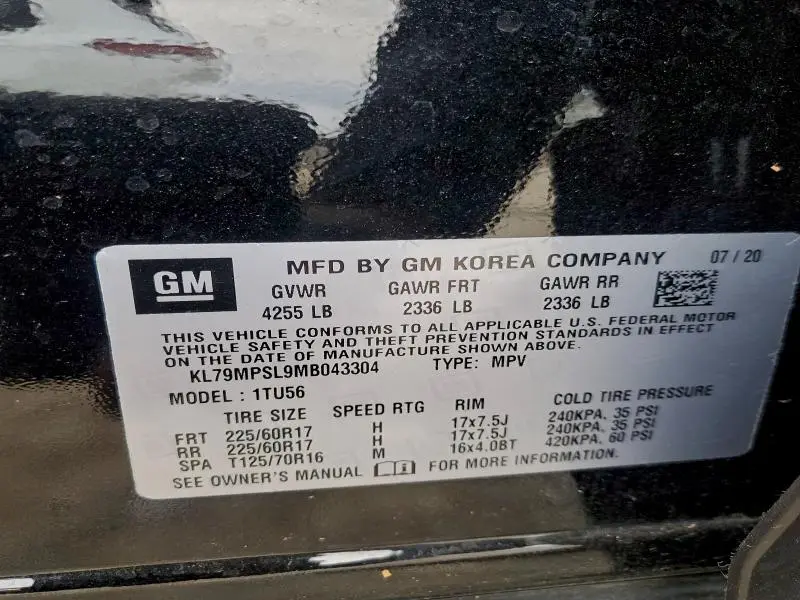 GM MFD BY GM KOREA COMPANY 07 / 20
GVWR GAWR FRT GAWR RR
4255 LB 2336 LB 2336 LB
THIS VEHICLE CONFORMS TO ALL APPLICABLE U.S. FEDERAL MOTOR
VEHICLE SAFETY AND THEFT PREVENTION STANDARDS IN EFFECT
ON THE DATE OF MANUFACTURE SHOWN ABOVE.
KL79MPSL9MB043304 TYPE: MPV
MODEL : 1TU56
TIRE SIZE SPEED RTG RIM COLD TIRE PRESSURE
FRT 225/60R17 H 17x7.5J 240KPA, 35 PSI
RR 225/60R17 H 17x7.5J 240KPA, 35 PSI
SPA T125/70R16 M 16x4.0BT 420KPA, 60 PSI
SEE OWNER'S MANUAL FOR MORE INFORMATION.